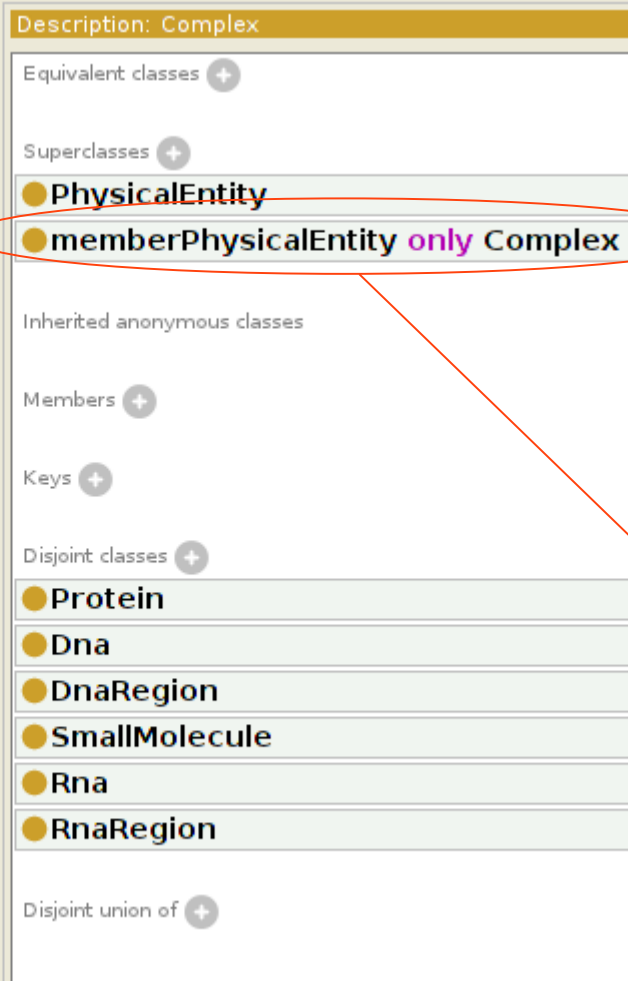 Description: Complex
Equivalent classes
Superclasses
PhysicalEntity
memberPhysicalEntity only Complex
Inherited anonymous classes
Members
Keys
Disjoint classes
Protein
Dna
DnaRegion
SmallMolecule
Rna
RnaRegion
Disjoint union of